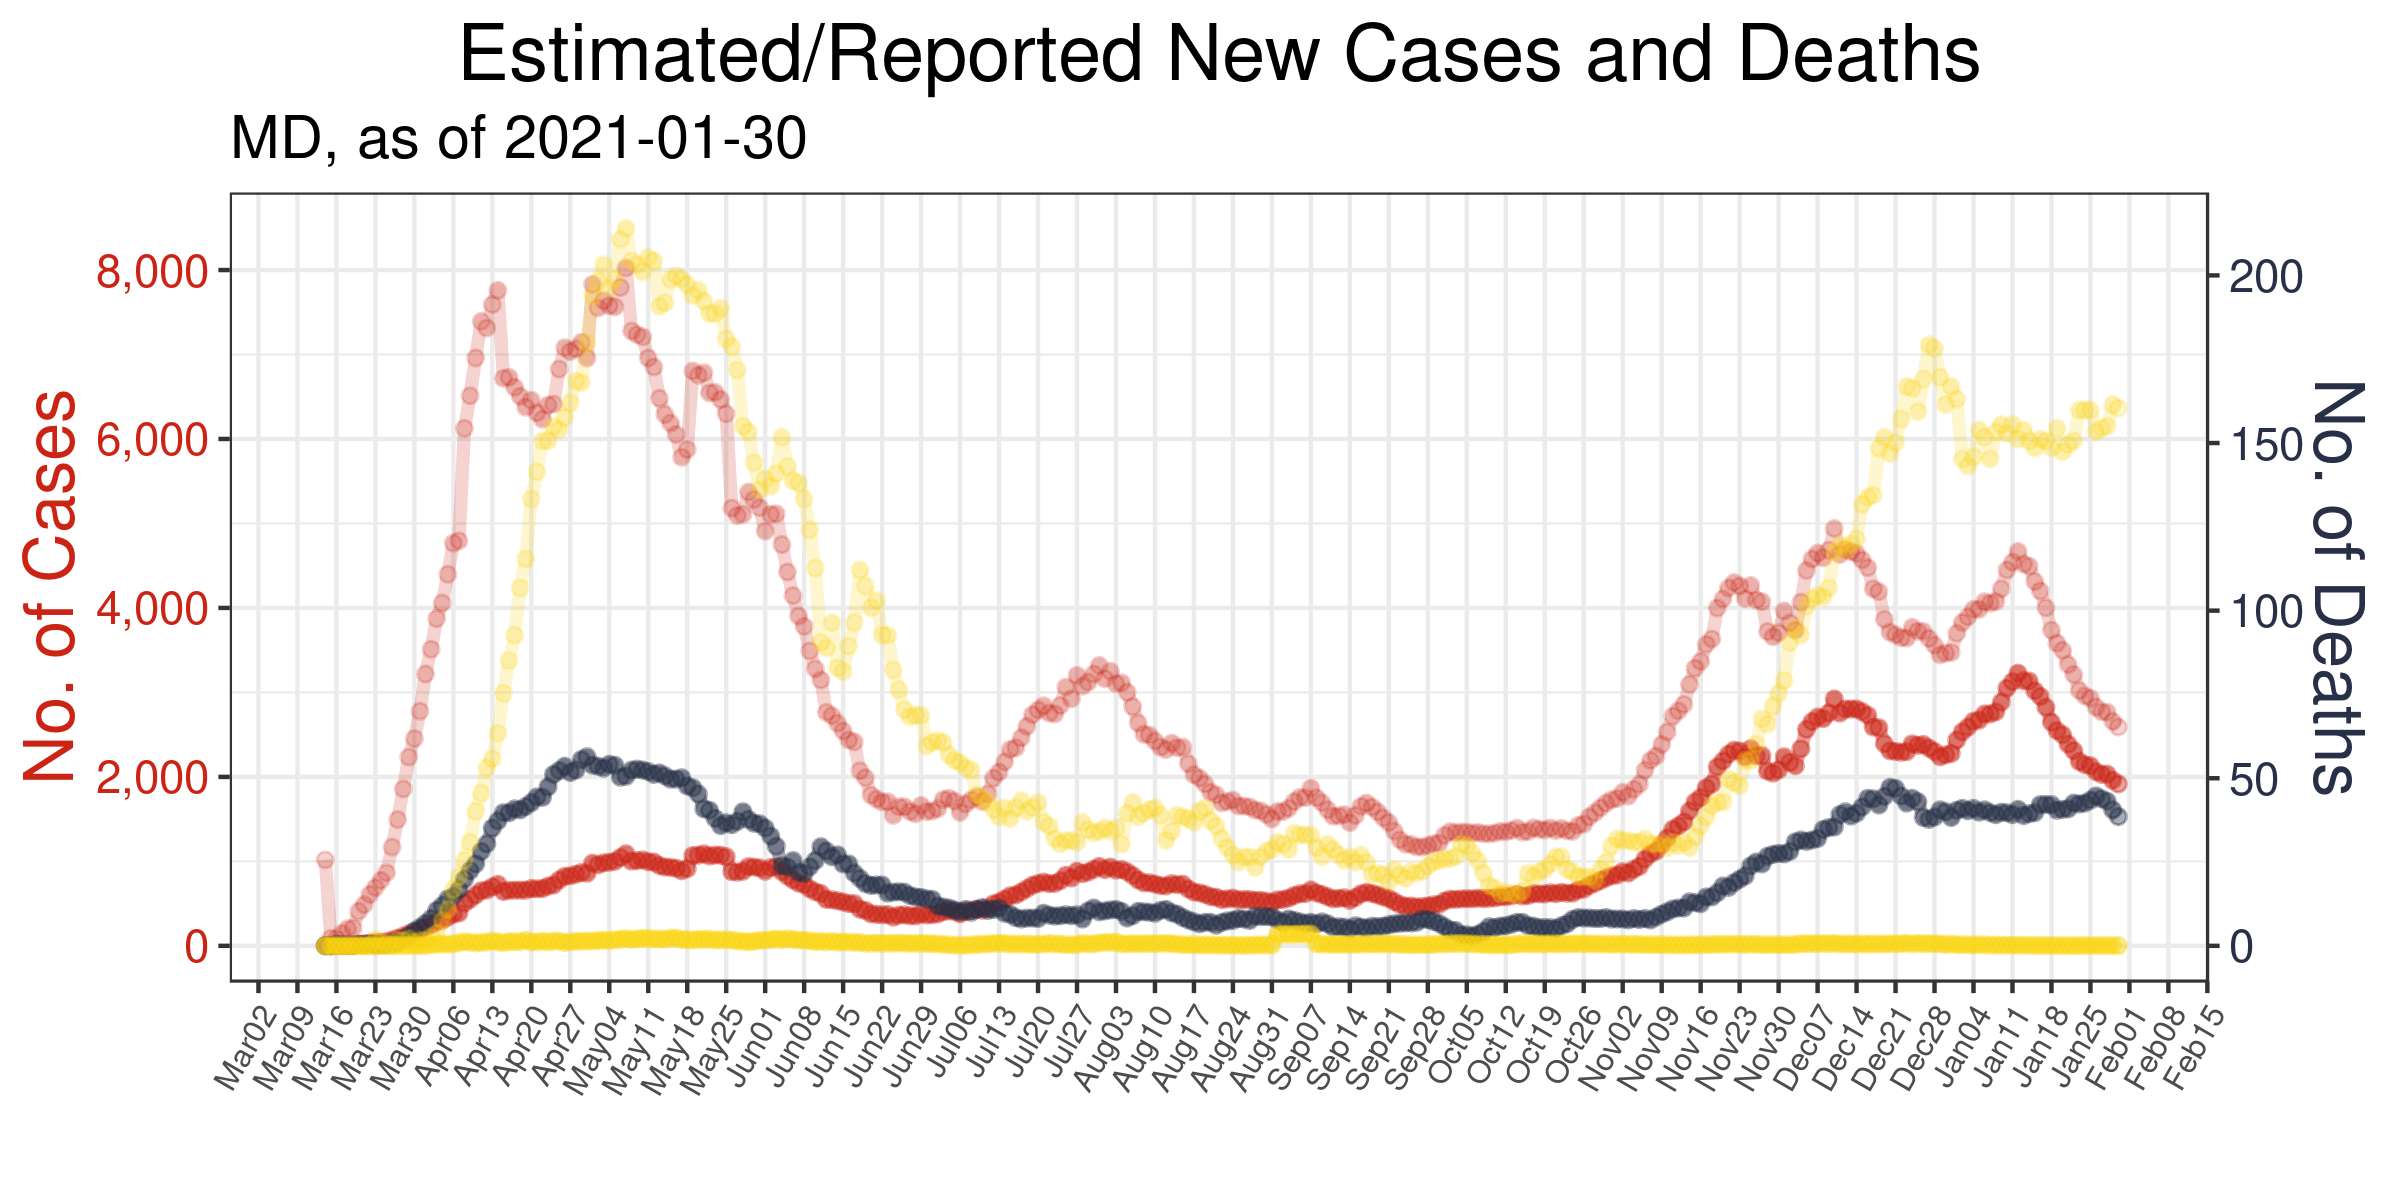 Estimated/Reported New Cases and Deaths
MD, as of 2021-01-30
No. of Cases
8,000
6,000
4,000
2,000
0
200
150
100
50
0
No. of Deaths
Mar02
Mar09
Mar16
Mar23
Mar30
Apr06
Apr13
Apr20
Apr27
May04
May11
May18
May25
Jun01
Jun08
Jun15
Jun22
Jun29
Jul06
Jul13
Jul20
Jul27
Aug03
Aug10
Aug17
Aug24
Aug31
Sep07
Sep14
Sep21
Sep28
Oct05
Oct12
Oct19
Oct26
Nov02
Nov09
Nov16
Nov23
Nov30
Dec07
Dec14
Dec21
Dec28
Jan04
Jan11
Jan18
Jan25
Feb01
Feb08
Feb15